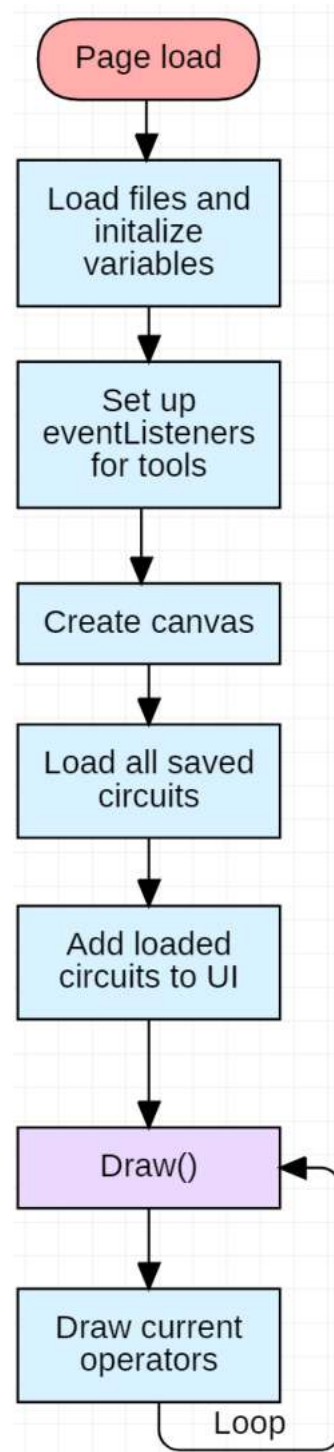 Page load
Load files and
initalize
variables
Set up
eventListeners
for tools
Create canvas
Load all saved
circuits
Add loaded
circuits to UI
Draw()
Draw current
operators
Loop